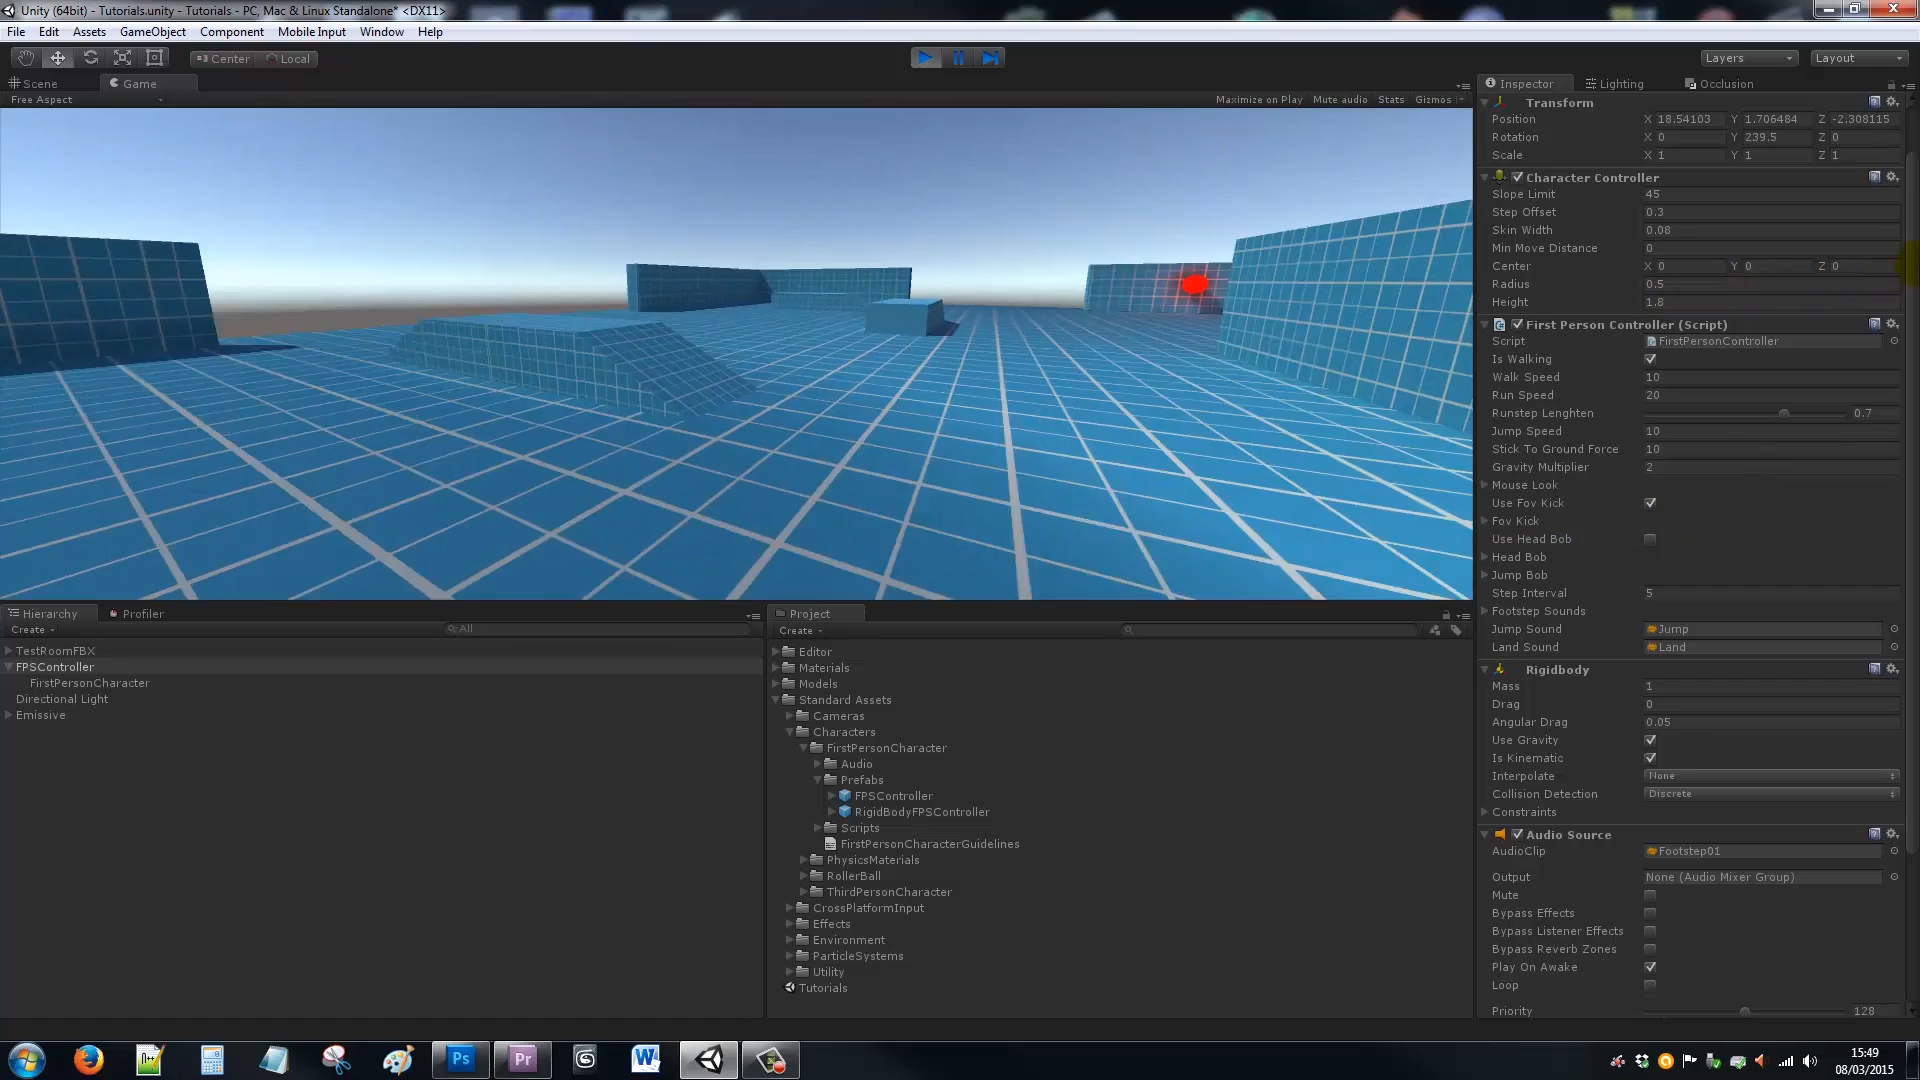 Unity (64bit) - Tutorials.unity - Tutorials - PC, Mac & Linux Standalone* <DX11>
File Edit Assets GameObject Component Mobile Input Window Help
Center Local Layers Layout
Scene Game
Free Aspect Maximize on Play Mute audio Stats Gizmos
Inspector Lighting Occlusion
Transform
Position X 18.54103 Y 1.706484 Z -2.308115
Rotation X 0 Y 239.5 Z 0
Scale X 1 Y 1 Z 1
Character Controller
Slope Limit 45
Step Offset 0.3
Skin Width 0.08
Min Move Distance 0
Center X 0 Y 0 Z 0
Radius 0.5
Height 1.8
First Person Controller (Script)
Script FirstPersonController
Is Walking
Walk Speed 10
Run Speed 20
Runstep Lenghten 0.7
Jump Speed 10
Stick To Ground Force 10
Gravity Multiplier 2
Mouse Look
Use Fov Kick
Fov Kick
Use Head Bob
Head Bob
Jump Bob
Step Interval 5
Footstep Sounds
Jump Sound Jump
Land Sound Land
Rigidbody
Mass 1
Drag 0
Angular Drag 0.05
Use Gravity
Is Kinematic
Interpolate None
Collision Detection Discrete
Constraints
Audio Source
AudioClip Footstep01
Output None (Audio Mixer Group)
Mute
Bypass Effects
Bypass Listener Effects
Bypass Reverb Zones
Play On Awake
Loop
Priority 128
Hierarchy Profiler
Create All
TestRoomFBX
FPSController
FirstPersonCharacter
Directional Light
Emissive
Project
Create
Editor
Materials
Models
Standard Assets
Cameras
Characters
FirstPersonCharacter
Audio
Prefabs
FPSController
RigidBodyFPSController
Scripts
FirstPersonCharacterGuidelines
PhysicsMaterials
RollerBall
ThirdPersonCharacter
CrossPlatformInput
Effects
Environment
ParticleSystems
Utility
Tutorials
Ps Pr
15:49
08/03/2015